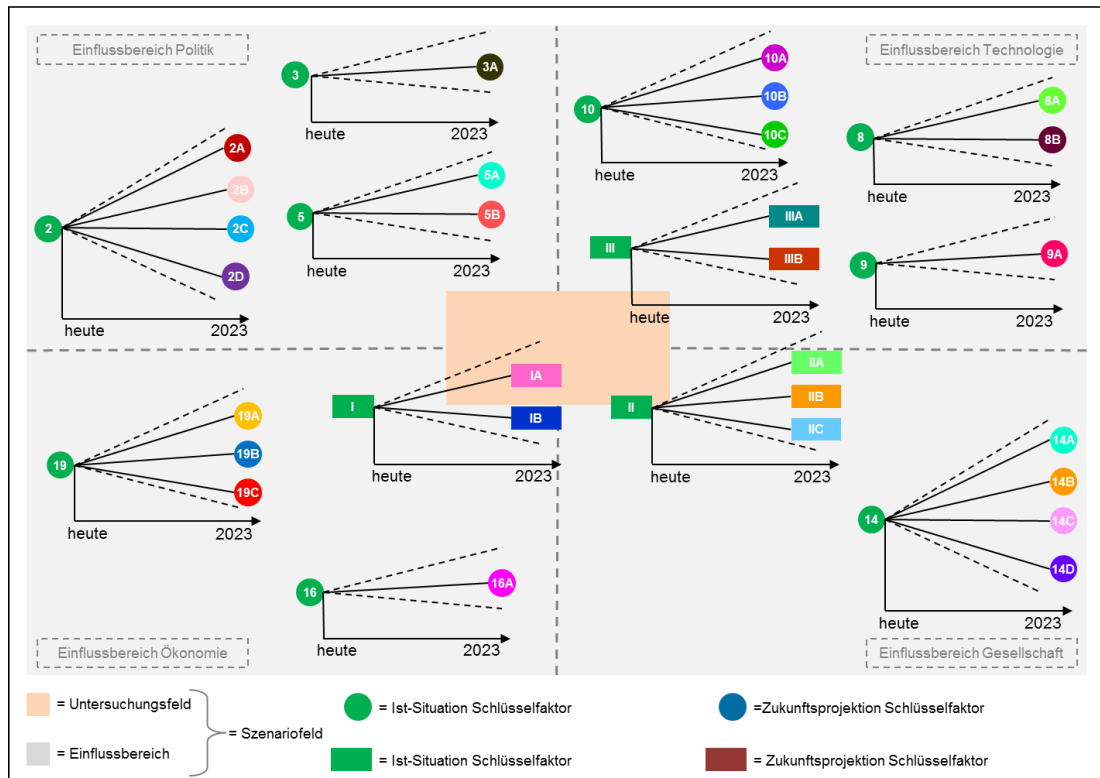 Einflussbereich Politik
3
3A
heute
2023
2
2A
2B
2C
2D
heute
2023
5
5A
5B
heute
2023
Einflussbereich Technologie
10
10A
10B
10C
heute
2023
8
8A
8B
heute
2023
III
IIIA
IIIB
heute
2023
9
9A
heute
2023
19
19A
19B
19C
heute
2023
I
IA
IB
heute
2023
16
16A
heute
2023
Einflussbereich Ökonomie
II
IIA
IIB
IIC
heute
2023
14
14A
14B
14C
14D
heute
2023
Einflussbereich Gesellschaft
= Untersuchungsfeld
= Einflussbereich
= Szenariofeld
= Ist-Situation Schlüsselfaktor
=Zukunftsprojektion Schlüsselfaktor
= Ist-Situation Schlüsselfaktor
= Zukunftsprojektion Schlüsselfaktor